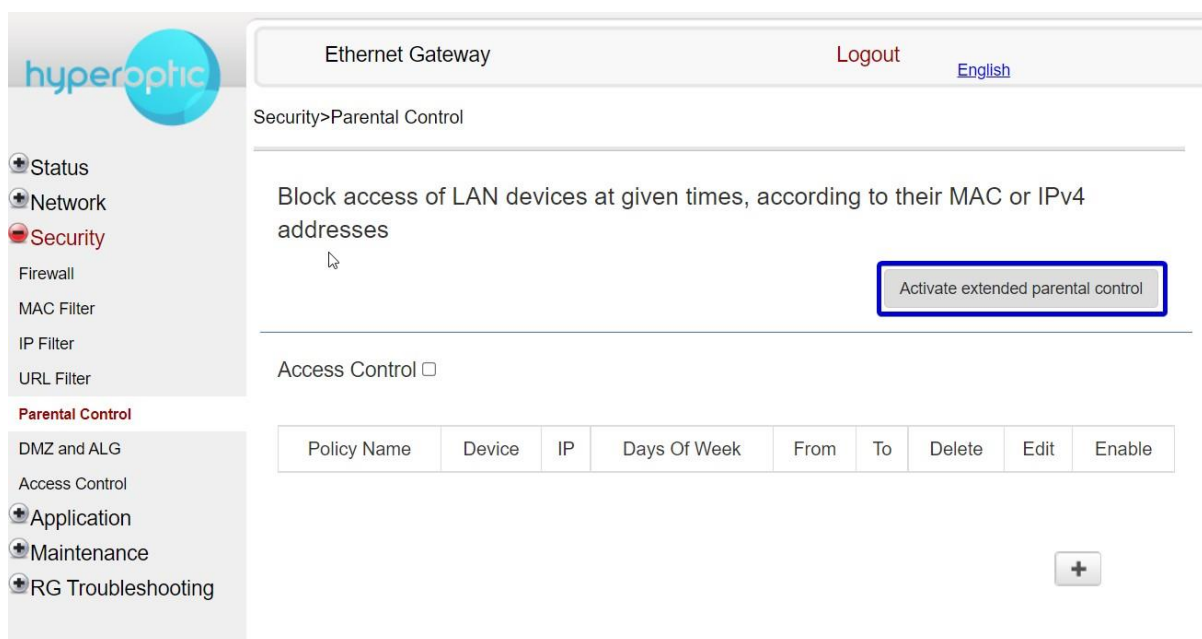 hyperoptic
Ethernet Gateway
Logout
English
Security>Parental Control
Status
Network
Security
Firewall
MAC Filter
IP Filter
URL Filter
Parental Control
DMZ and ALG
Access Control
Application
Maintenance
RG Troubleshooting
Block access of LAN devices at given times, according to their MAC or IPv4
addresses
Activate extended parental control
Access Control
Policy Name Device IP Days Of Week From To Delete Edit Enable
+